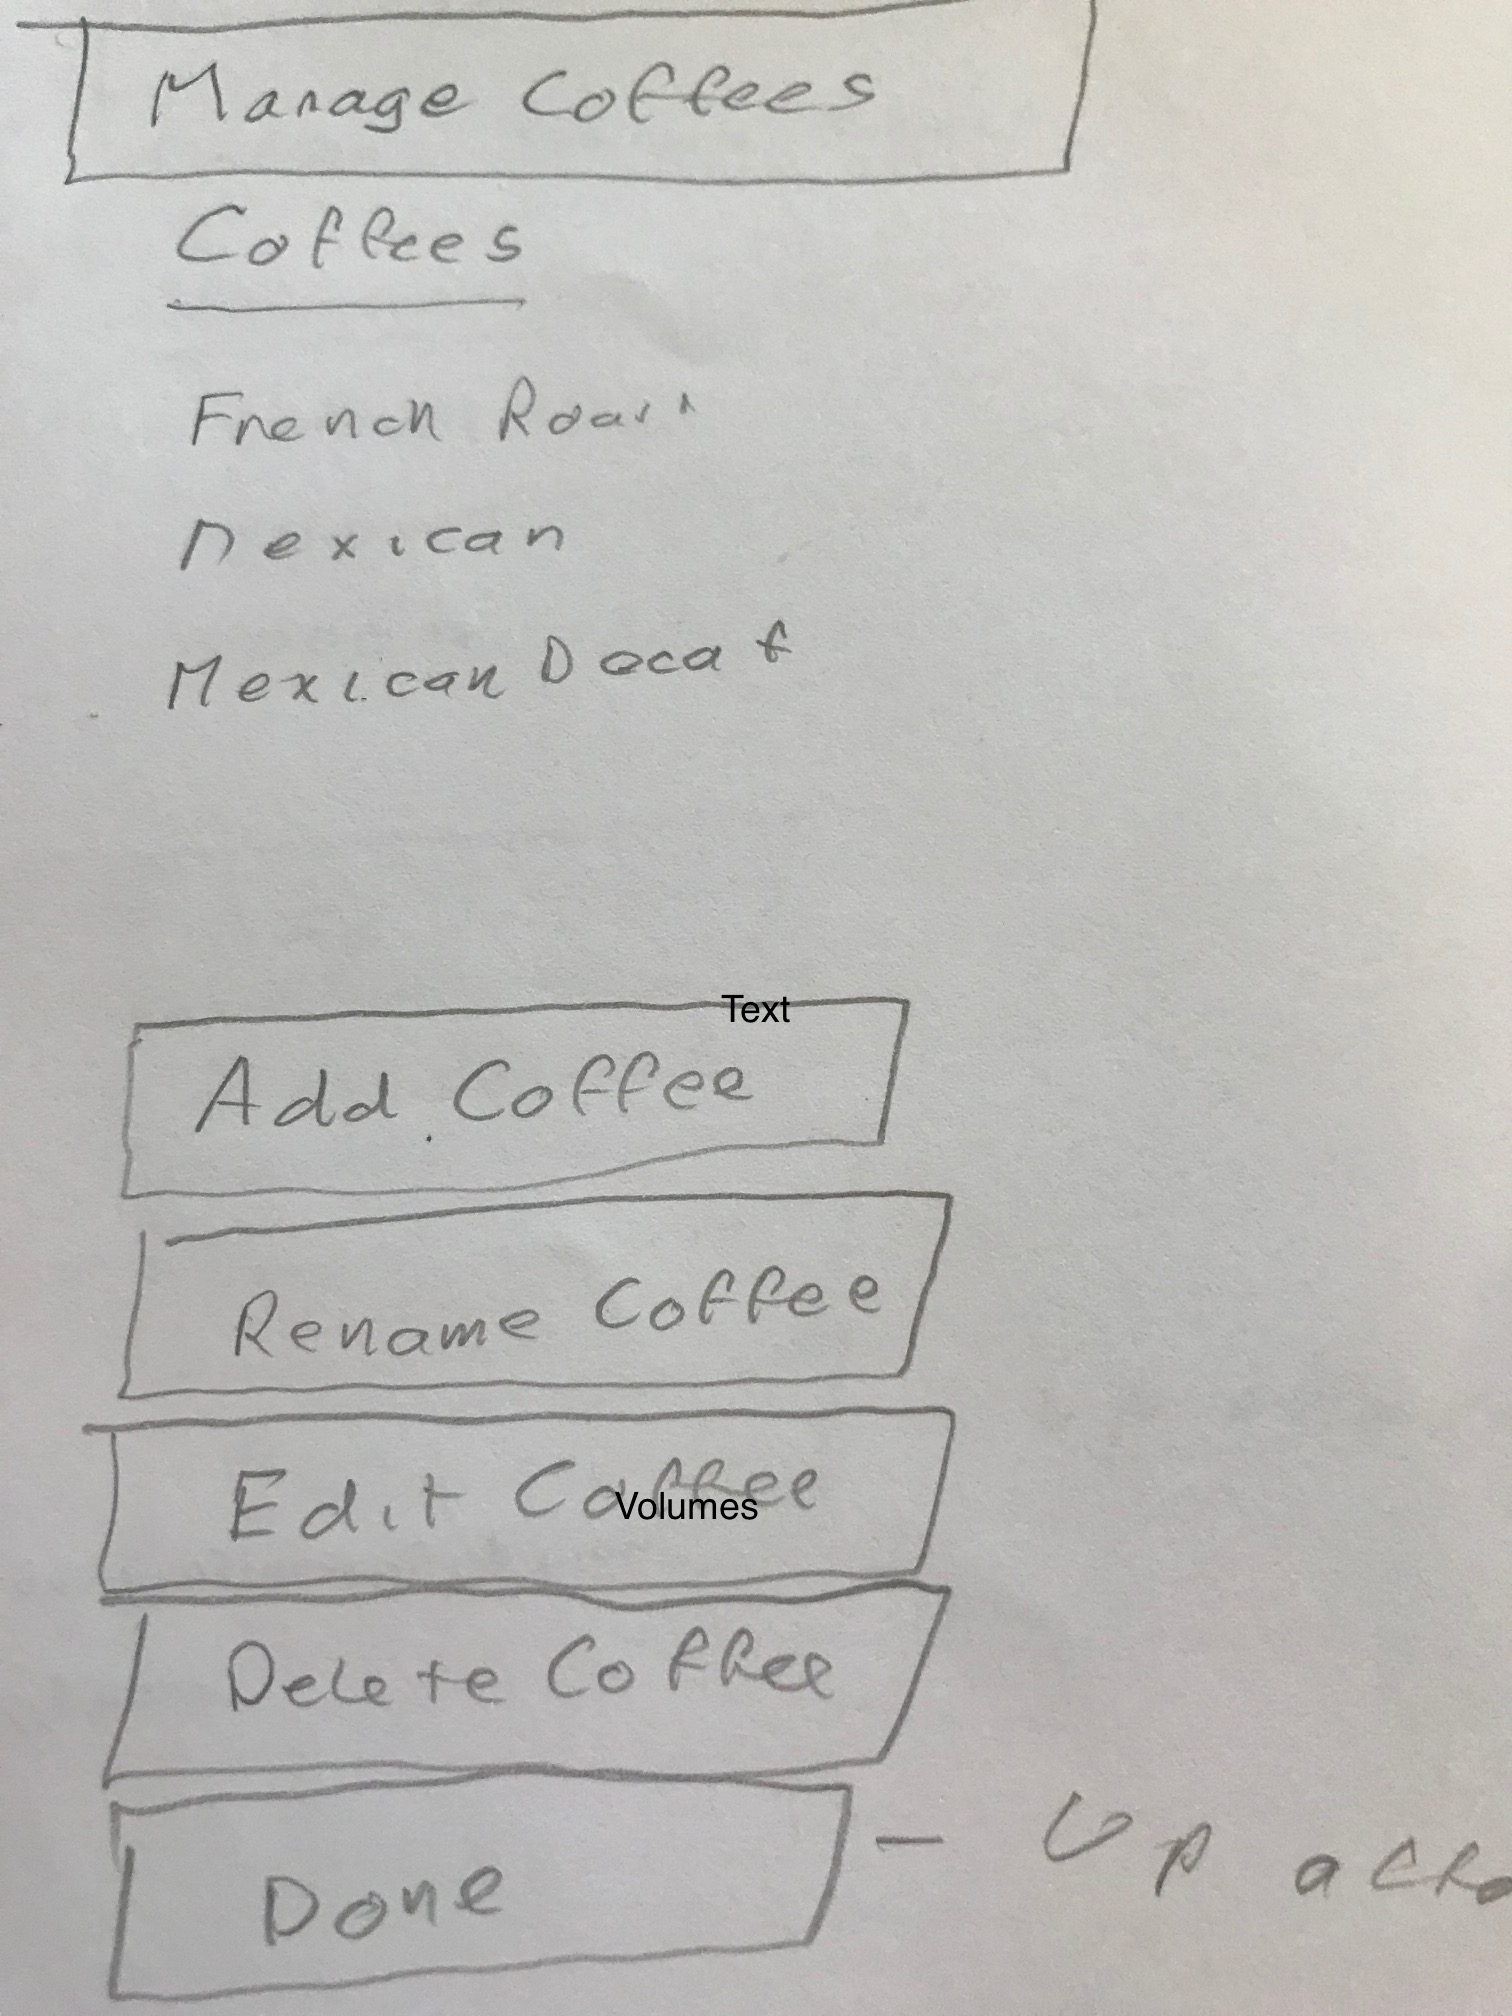 Manage Coffees
Coffees
French Roast
Mexican
Mexican Decaf
Text
Add Coffee
Rename Coffee
Edit Coffee
Volumes
Delete Coffee
Done - Up